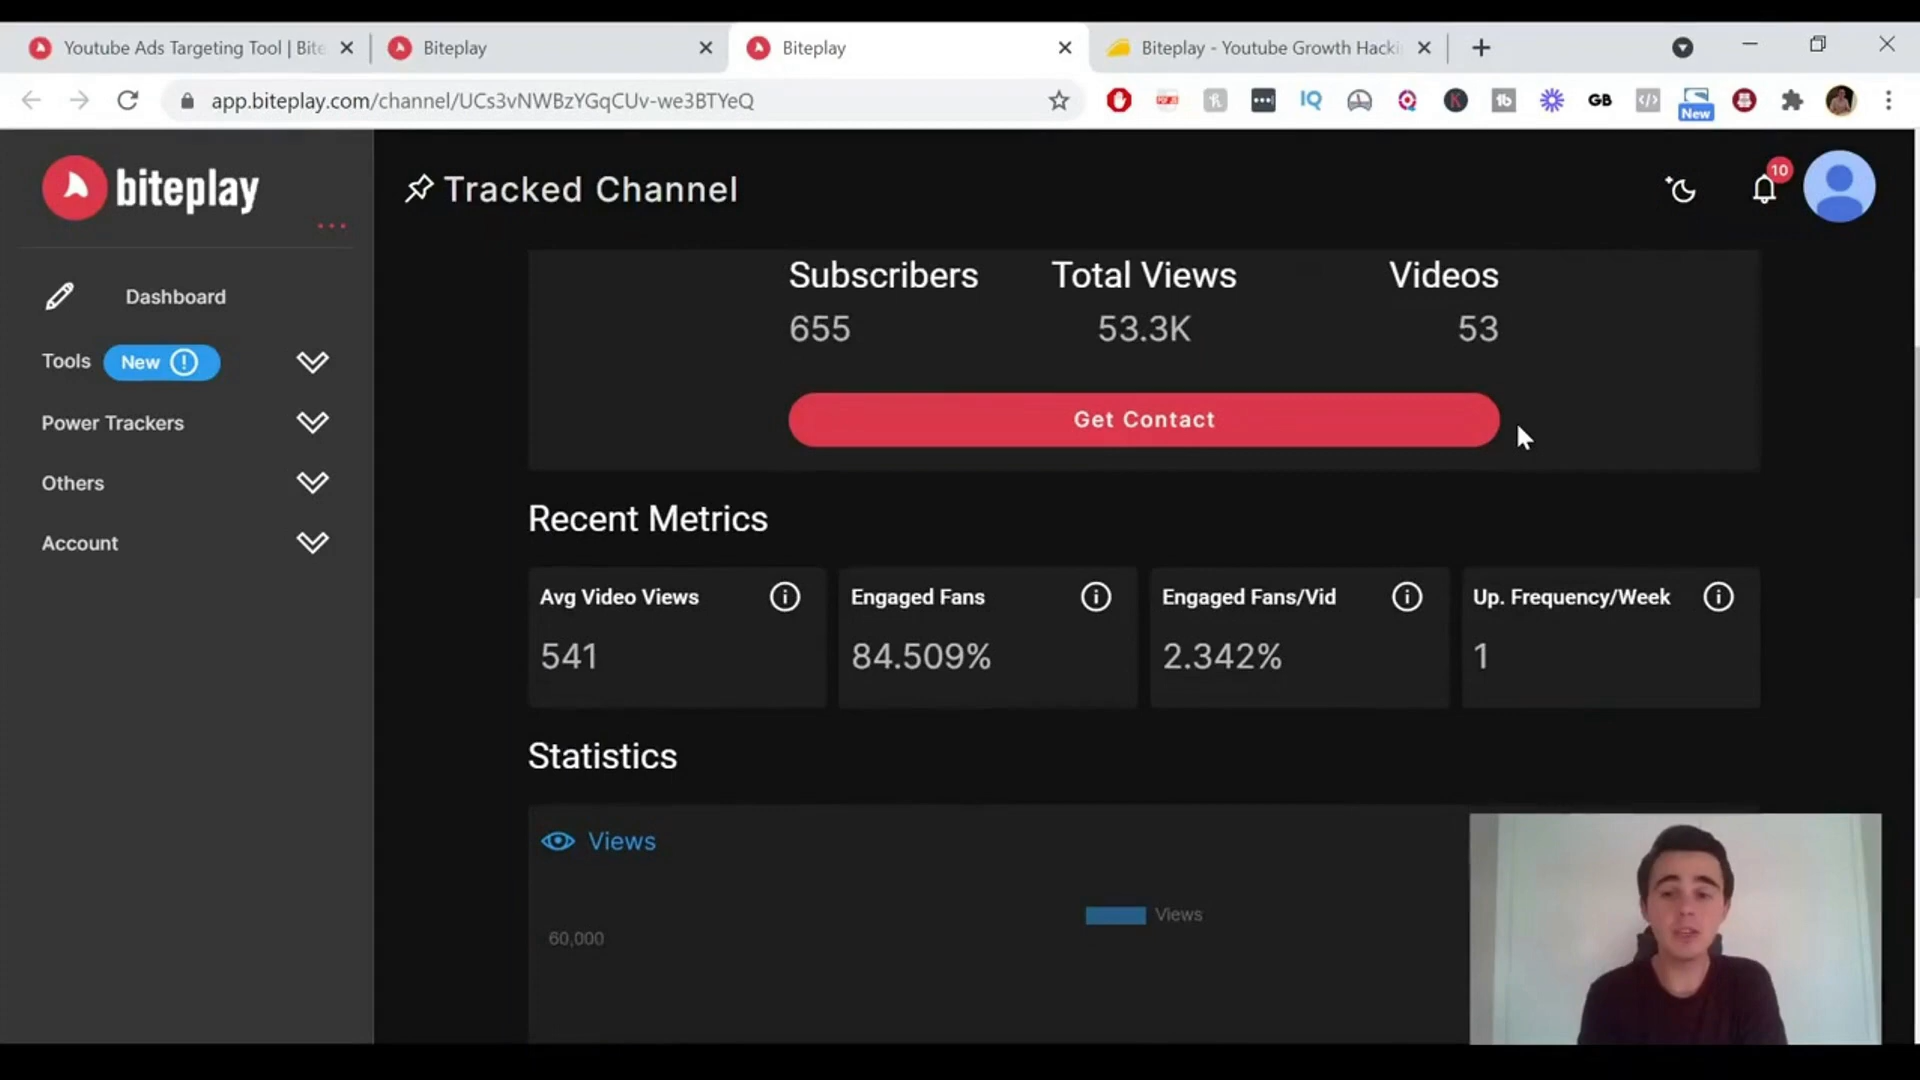 Youtube Ads Targeting Tool | Bite
Biteplay
Biteplay
Biteplay - Youtube Growth Hacki
app.biteplay.com/channel/UCs3vNWBzYGqCUv-we3BTYeQ
IQ
GB
New
biteplay
Tracked Channel
10
Dashboard
Tools New
Power Trackers
Others
Account
Subscribers Total Views Videos
655 53.3K 53
Get Contact
Recent Metrics
Avg Video Views Engaged Fans Engaged Fans/Vid Up. Frequency/Week
541 84.509% 2.342% 1
Statistics
Views
Views
60,000